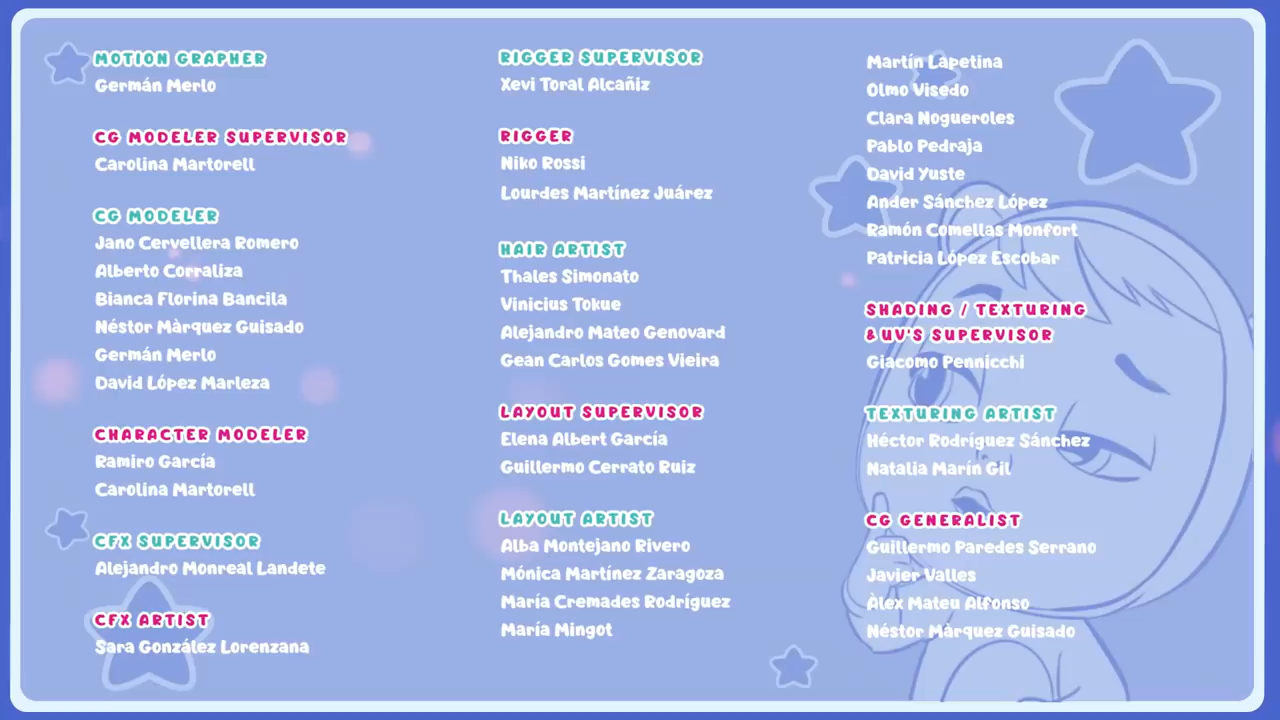 MOTION GRAPHER
Germán Merlo
CG MODELER SUPERVISOR
Carolina Martorell
CG MODELER
Jano Cervellera Romero
Alberto Corraliza
Bianca Florina Bancila
Néstor Màrquez Guisado
Germán Merlo
David López Marleza
CHARACTER MODELER
Ramiro García
Carolina Martorell
CFX SUPERVISOR
Alejandro Monreal Landete
CFX ARTIST
Sara González Lorenzana
RIGGER SUPERVISOR
Xevi Toral Alcañiz
RIGGER
Niko Rossi
Lourdes Martínez Juárez
HAIR ARTIST
Thales Simonato
Vinicius Tokue
Alejandro Mateo Genovard
Gean Carlos Gomes Vieira
LAYOUT SUPERVISOR
Elena Albert García
Guillermo Cerrato Ruiz
LAYOUT ARTIST
Alba Montejano Rivero
Mónica Martínez Zaragoza
María Cremades Rodríguez
María Mingot
Martín Lapetina
Olmo Visedo
Clara Nogueroles
Pablo Pedraja
David Yuste
Ander Sánchez López
Ramón Comellas Monfort
Patricia López Escobar
SHADING / TEXTURING
& UV'S SUPERVISOR
Giacomo Pennicchi
TEXTURING ARTIST
Héctor Rodríguez Sánchez
Natalia Marín Gil
CG GENERALIST
Guillermo Paredes Serrano
Javier Valles
Àlex Mateu Alfonso
Néstor Màrquez Guisado